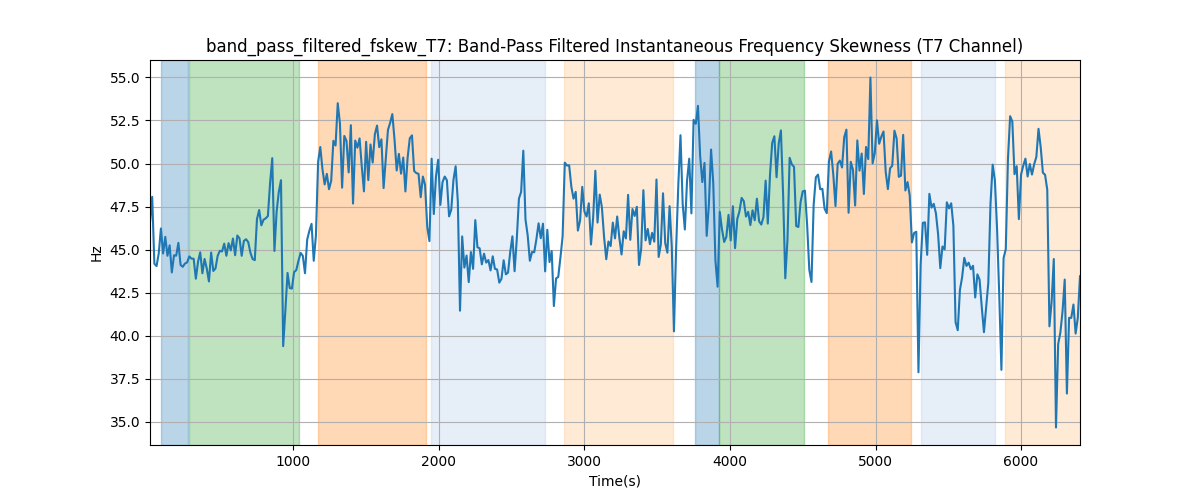 band_pass_filtered_fskew_T7: Band-Pass Filtered Instantaneous Frequency Skewness (T7 Channel)
55.0
52.5
50.0
47.5
45.0
42.5
40.0
37.5
35.0
Hz
1000 2000 3000 4000 5000 6000
Time(s)